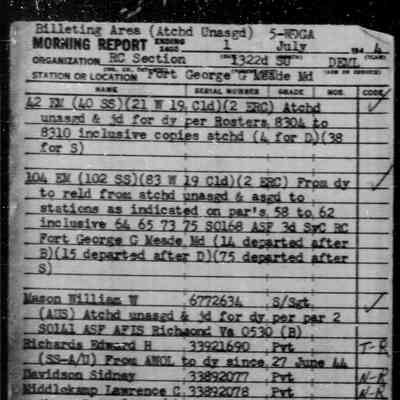 Billeting Area (Atchd Unasgd) 5-WDGA
MORNING REPORT ENDING 2400 1 July 194 4
ORGANIZATION RC Section 1322d SU DEML
STATION OR LOCATION Fort George G Meade Md
NAME SERIAL NUMBER GRADE MOS. CODE
42 EM (40 SS)(21 W 19 Cld)(2 ERC) Atchd
unasgd & jd for dy per Rosters 8304 to
8310 inclusive copies atchd (4 for D)(38
for S)
104 EM (102 SS)(83 W 19 Cld)(2 ERC) From dy
to reld from atchd unasgd & asgd to
stations as indicated on par's 58 to 62
inclusive 64 65 73 75 SO168 ASF 3d SvC RC
Fort George G Meade Md (14 departed after
B)(15 departed after D)(75 departed after
S)
Mason William W 6772634 S/Sgt
(AUS) Atchd unasgd & jd for dy per par 2
SO141 ASF AFIS Richmond Va 0530 (B)
Richards Edward H 33921690 Pvt T-R
(SS-A/U) From AWOL to dy since 27 June 44
Davidson Sidney 33892077 Pvt N-R
Middlekamp Lawrence C 33892078 Pvt N-R